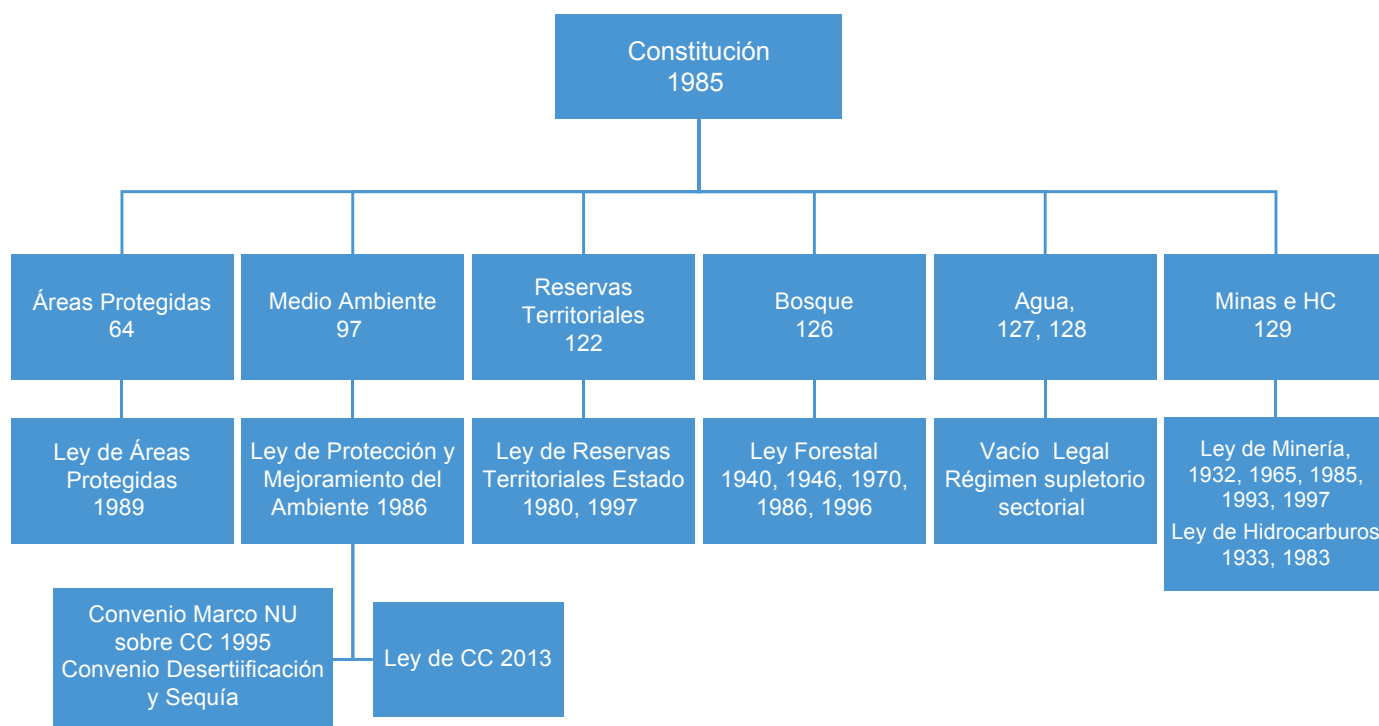 Constitución
1985
Áreas Protegidas
64
Medio Ambiente
97
Reservas
Territoriales
122
Bosque
126
Agua,
127, 128
Minas e HC
129
Ley de Áreas
Protegidas
1989
Ley de Protección y
Mejoramiento del
Ambiente 1986
Ley de Reservas
Territoriales Estado
1980, 1997
Ley Forestal
1940, 1946, 1970,
1986, 1996
Vacío Legal
Régimen supletorio
sectorial
Ley de Minería,
1932, 1965, 1985,
1993, 1997
Ley de Hidrocarburos
1933, 1983
Convenio Marco NU
sobre CC 1995
Convenio Desertiificación
y Sequía
Ley de CC 2013